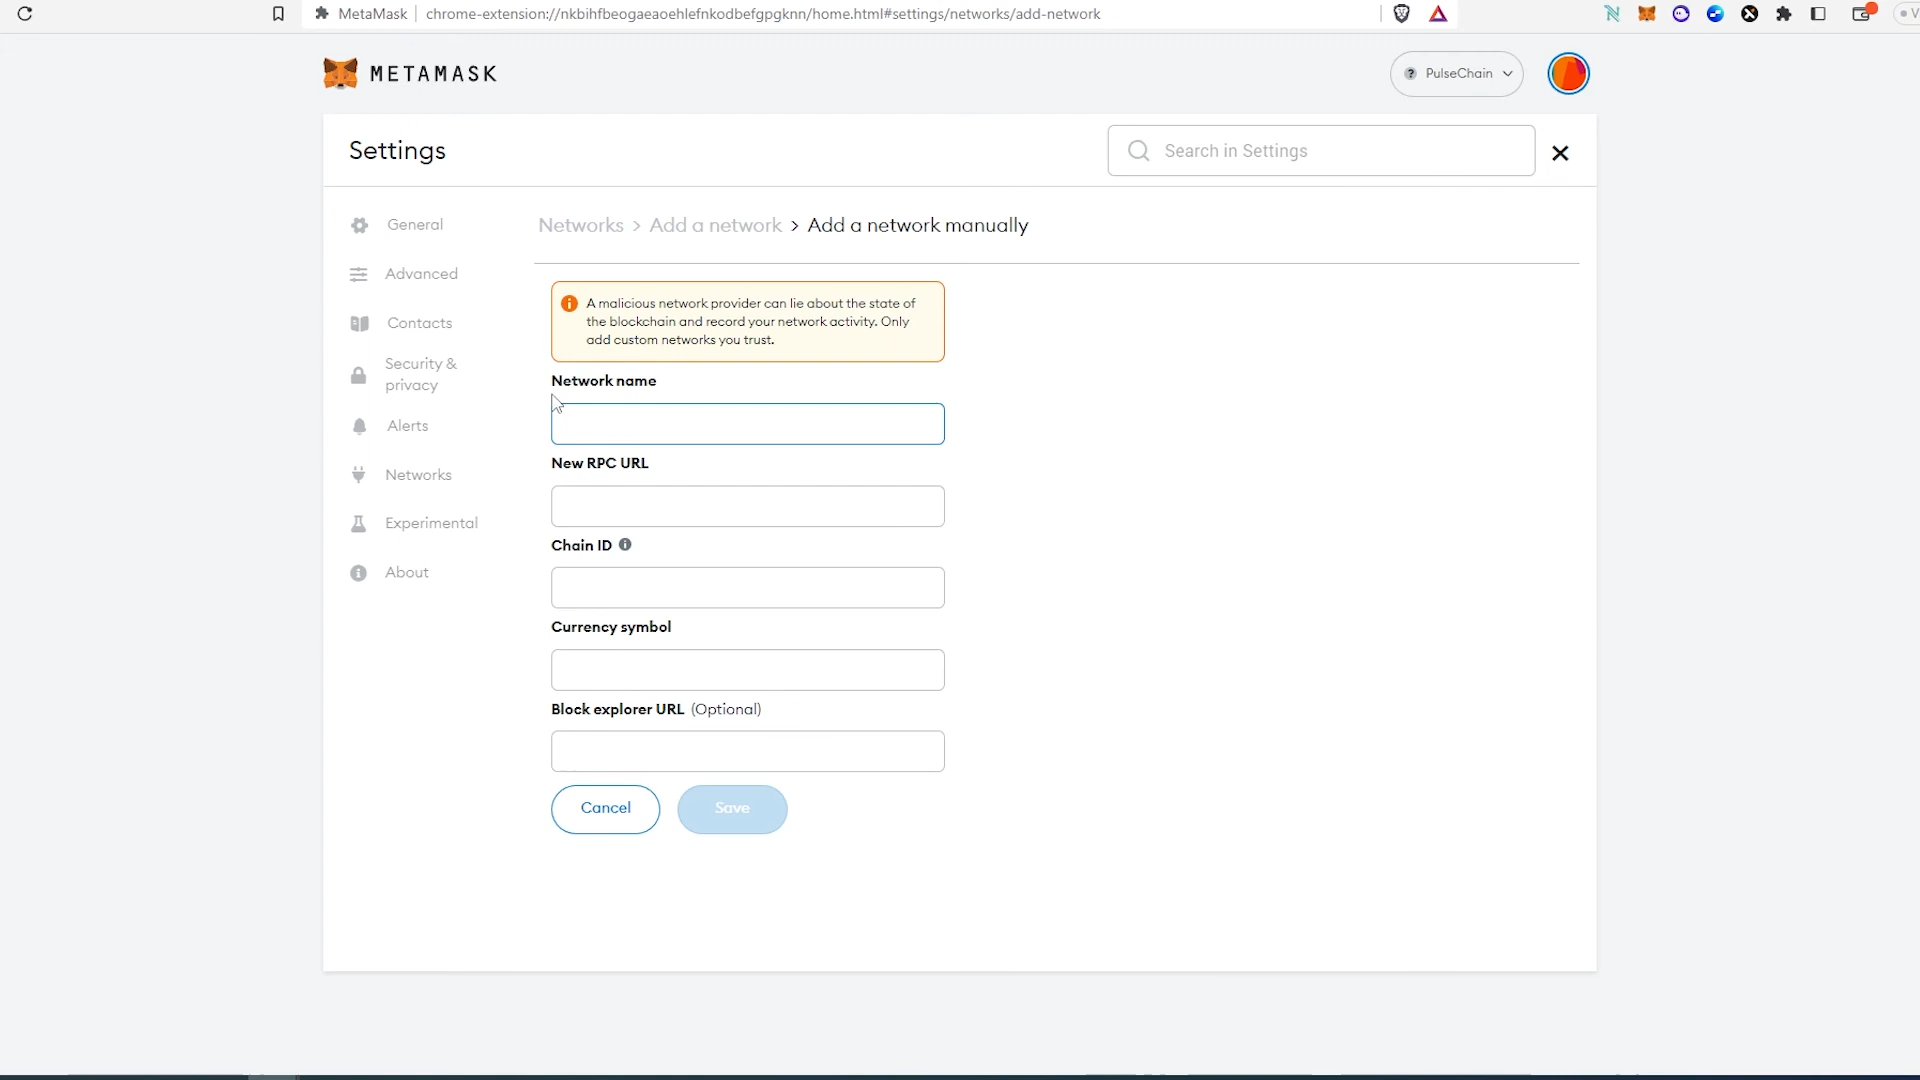 MetaMask
chrome-extension://nkbihfbeogaeaoehlefnkodbefgpgknn/home.html#settings/networks/add-network
METAMASK
? PulseChain
Settings
Search in Settings
General
Advanced
Contacts
Security &
privacy
Alerts
Networks
Experimental
About
Networks > Add a network > Add a network manually
A malicious network provider can lie about the state of
the blockchain and record your network activity. Only
add custom networks you trust.
Network name
New RPC URL
Chain ID
Currency symbol
Block explorer URL (Optional)
Cancel
Save